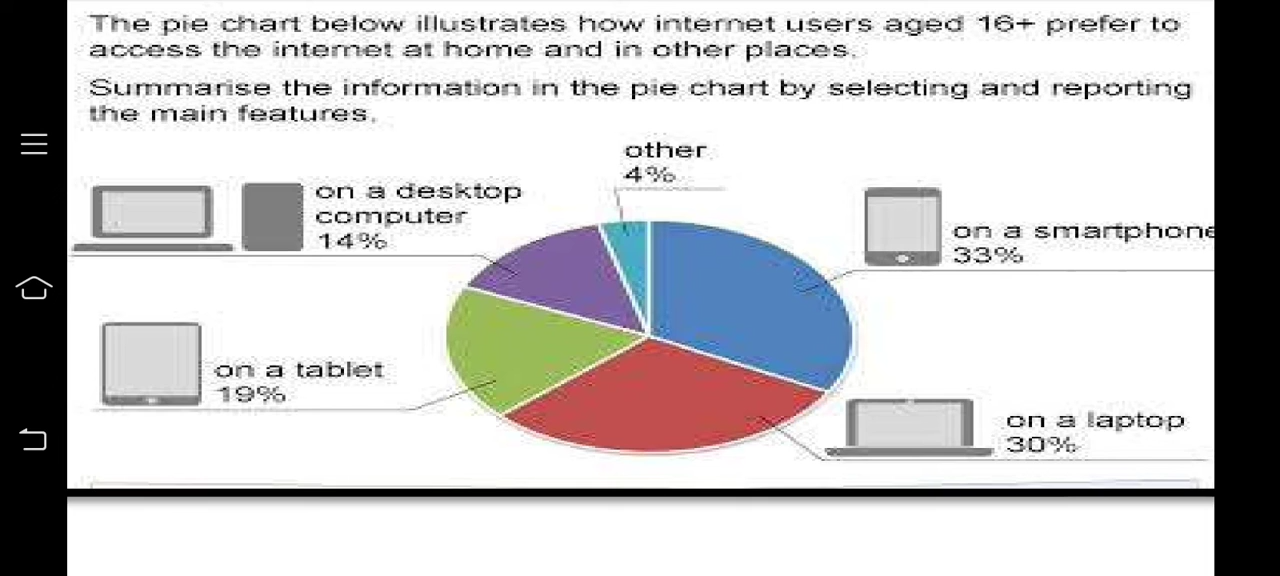 The pie chart below illustrates how internet users aged 16+ prefer to
access the internet at home and in other places.
Summarise the information in the pie chart by selecting and reporting
the main features.
other
4%
on a desktop
computer
14%
on a smartphone
33%
on a tablet
19%
on a laptop
30%